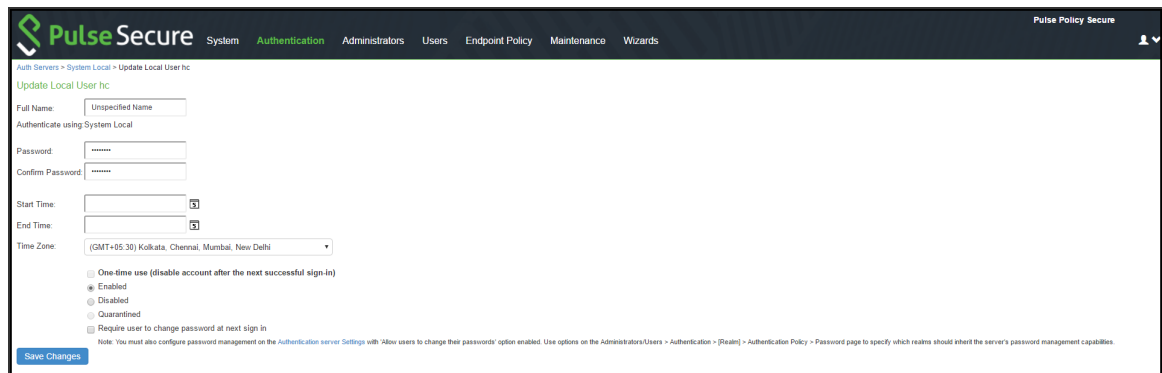 Pulse Policy Secure
Pulse Secure System Authentication Administrators Users Endpoint Policy Maintenance Wizards
Auth Servers > System Local > Update Local User hc
Update Local User hc
Full Name: Unspecified Name
Authenticate using: System Local
Password: ••••••••
Confirm Password: ••••••••
Start Time:
End Time:
Time Zone: (GMT+05:30) Kolkata, Chennai, Mumbai, New Delhi
One-time use (disable account after the next successful sign-in)
Enabled
Disabled
Quarantined
Require user to change password at next sign in
Note: You must also configure password management on the Authentication server Settings with 'Allow users to change their passwords' option enabled. Use options on the Administrators/Users > Authentication > [Realm] > Authentication Policy > Password page to specify which realms should inherit the server's password management capabilities.
Save Changes